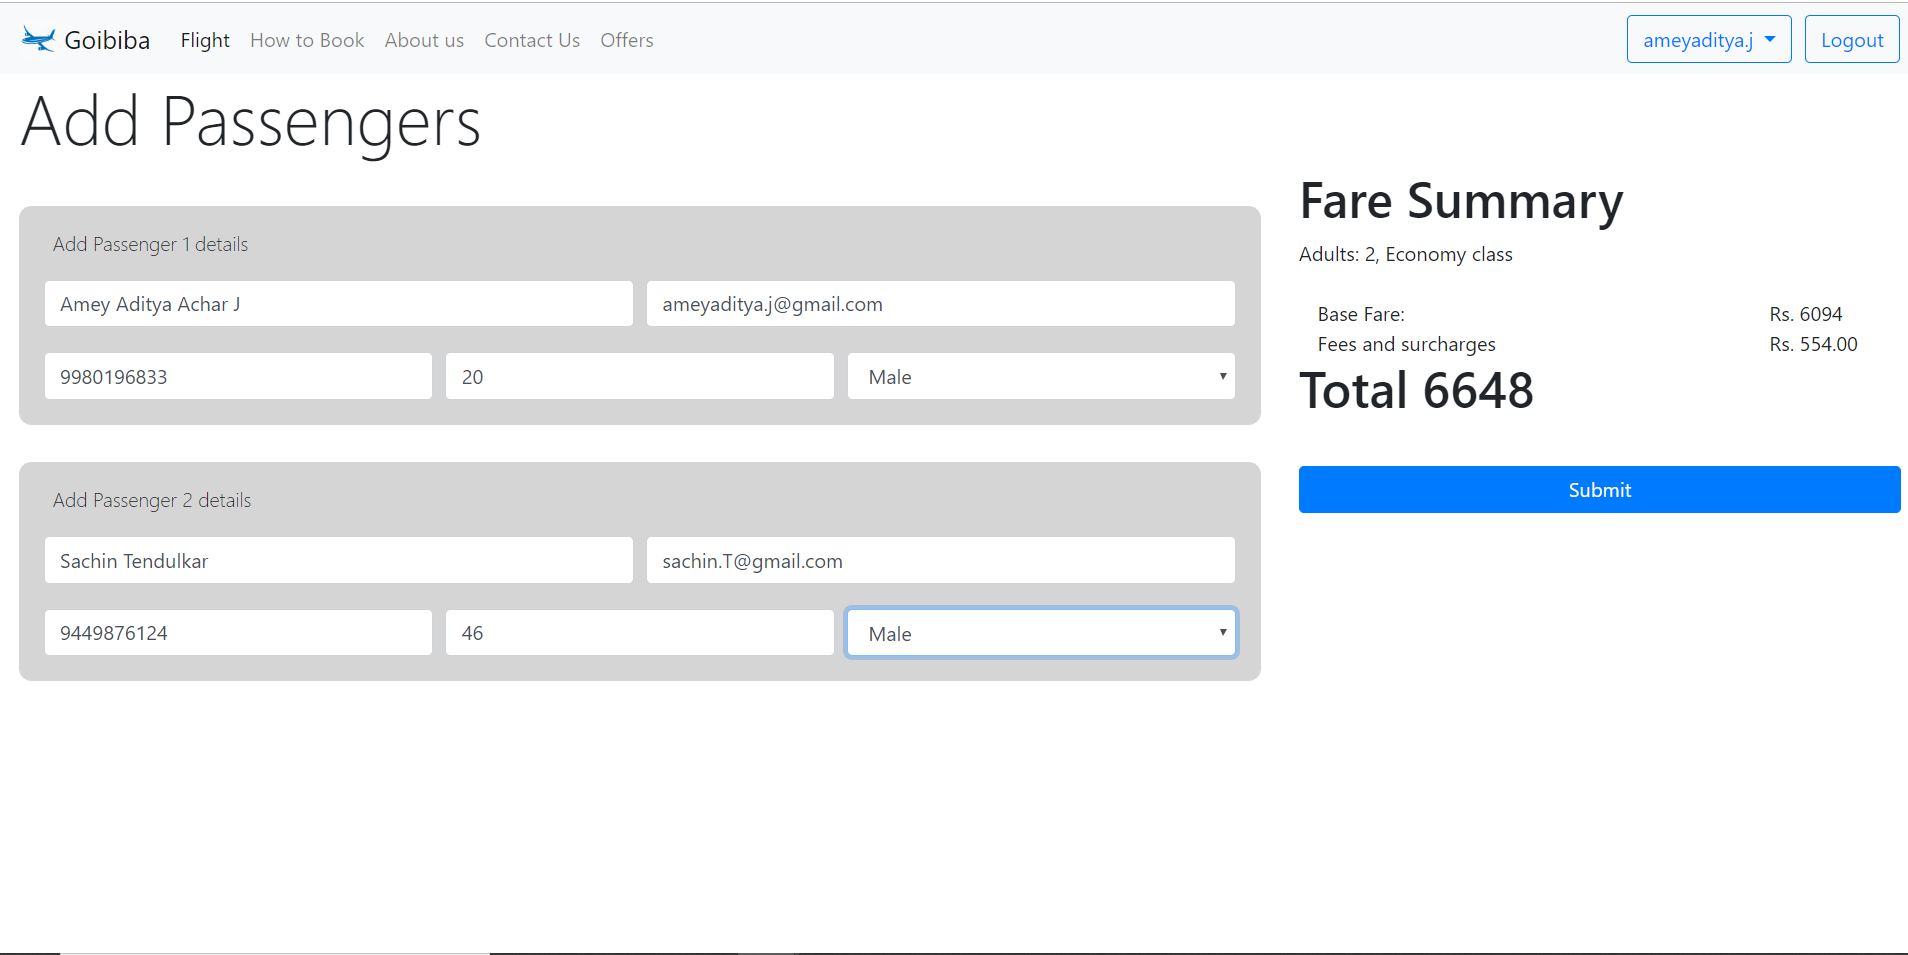 Goibiba Flight How to Book About us Contact Us Offers ameyaditya.j Logout
Add Passengers
Add Passenger 1 details
Amey Aditya Achar J ameyaditya.j@gmail.com
9980196833 20 Male
Add Passenger 2 details
Sachin Tendulkar sachin.T@gmail.com
9449876124 46 Male
Fare Summary
Adults: 2, Economy class
Base Fare: Rs. 6094
Fees and surcharges Rs. 554.00
Total 6648
Submit